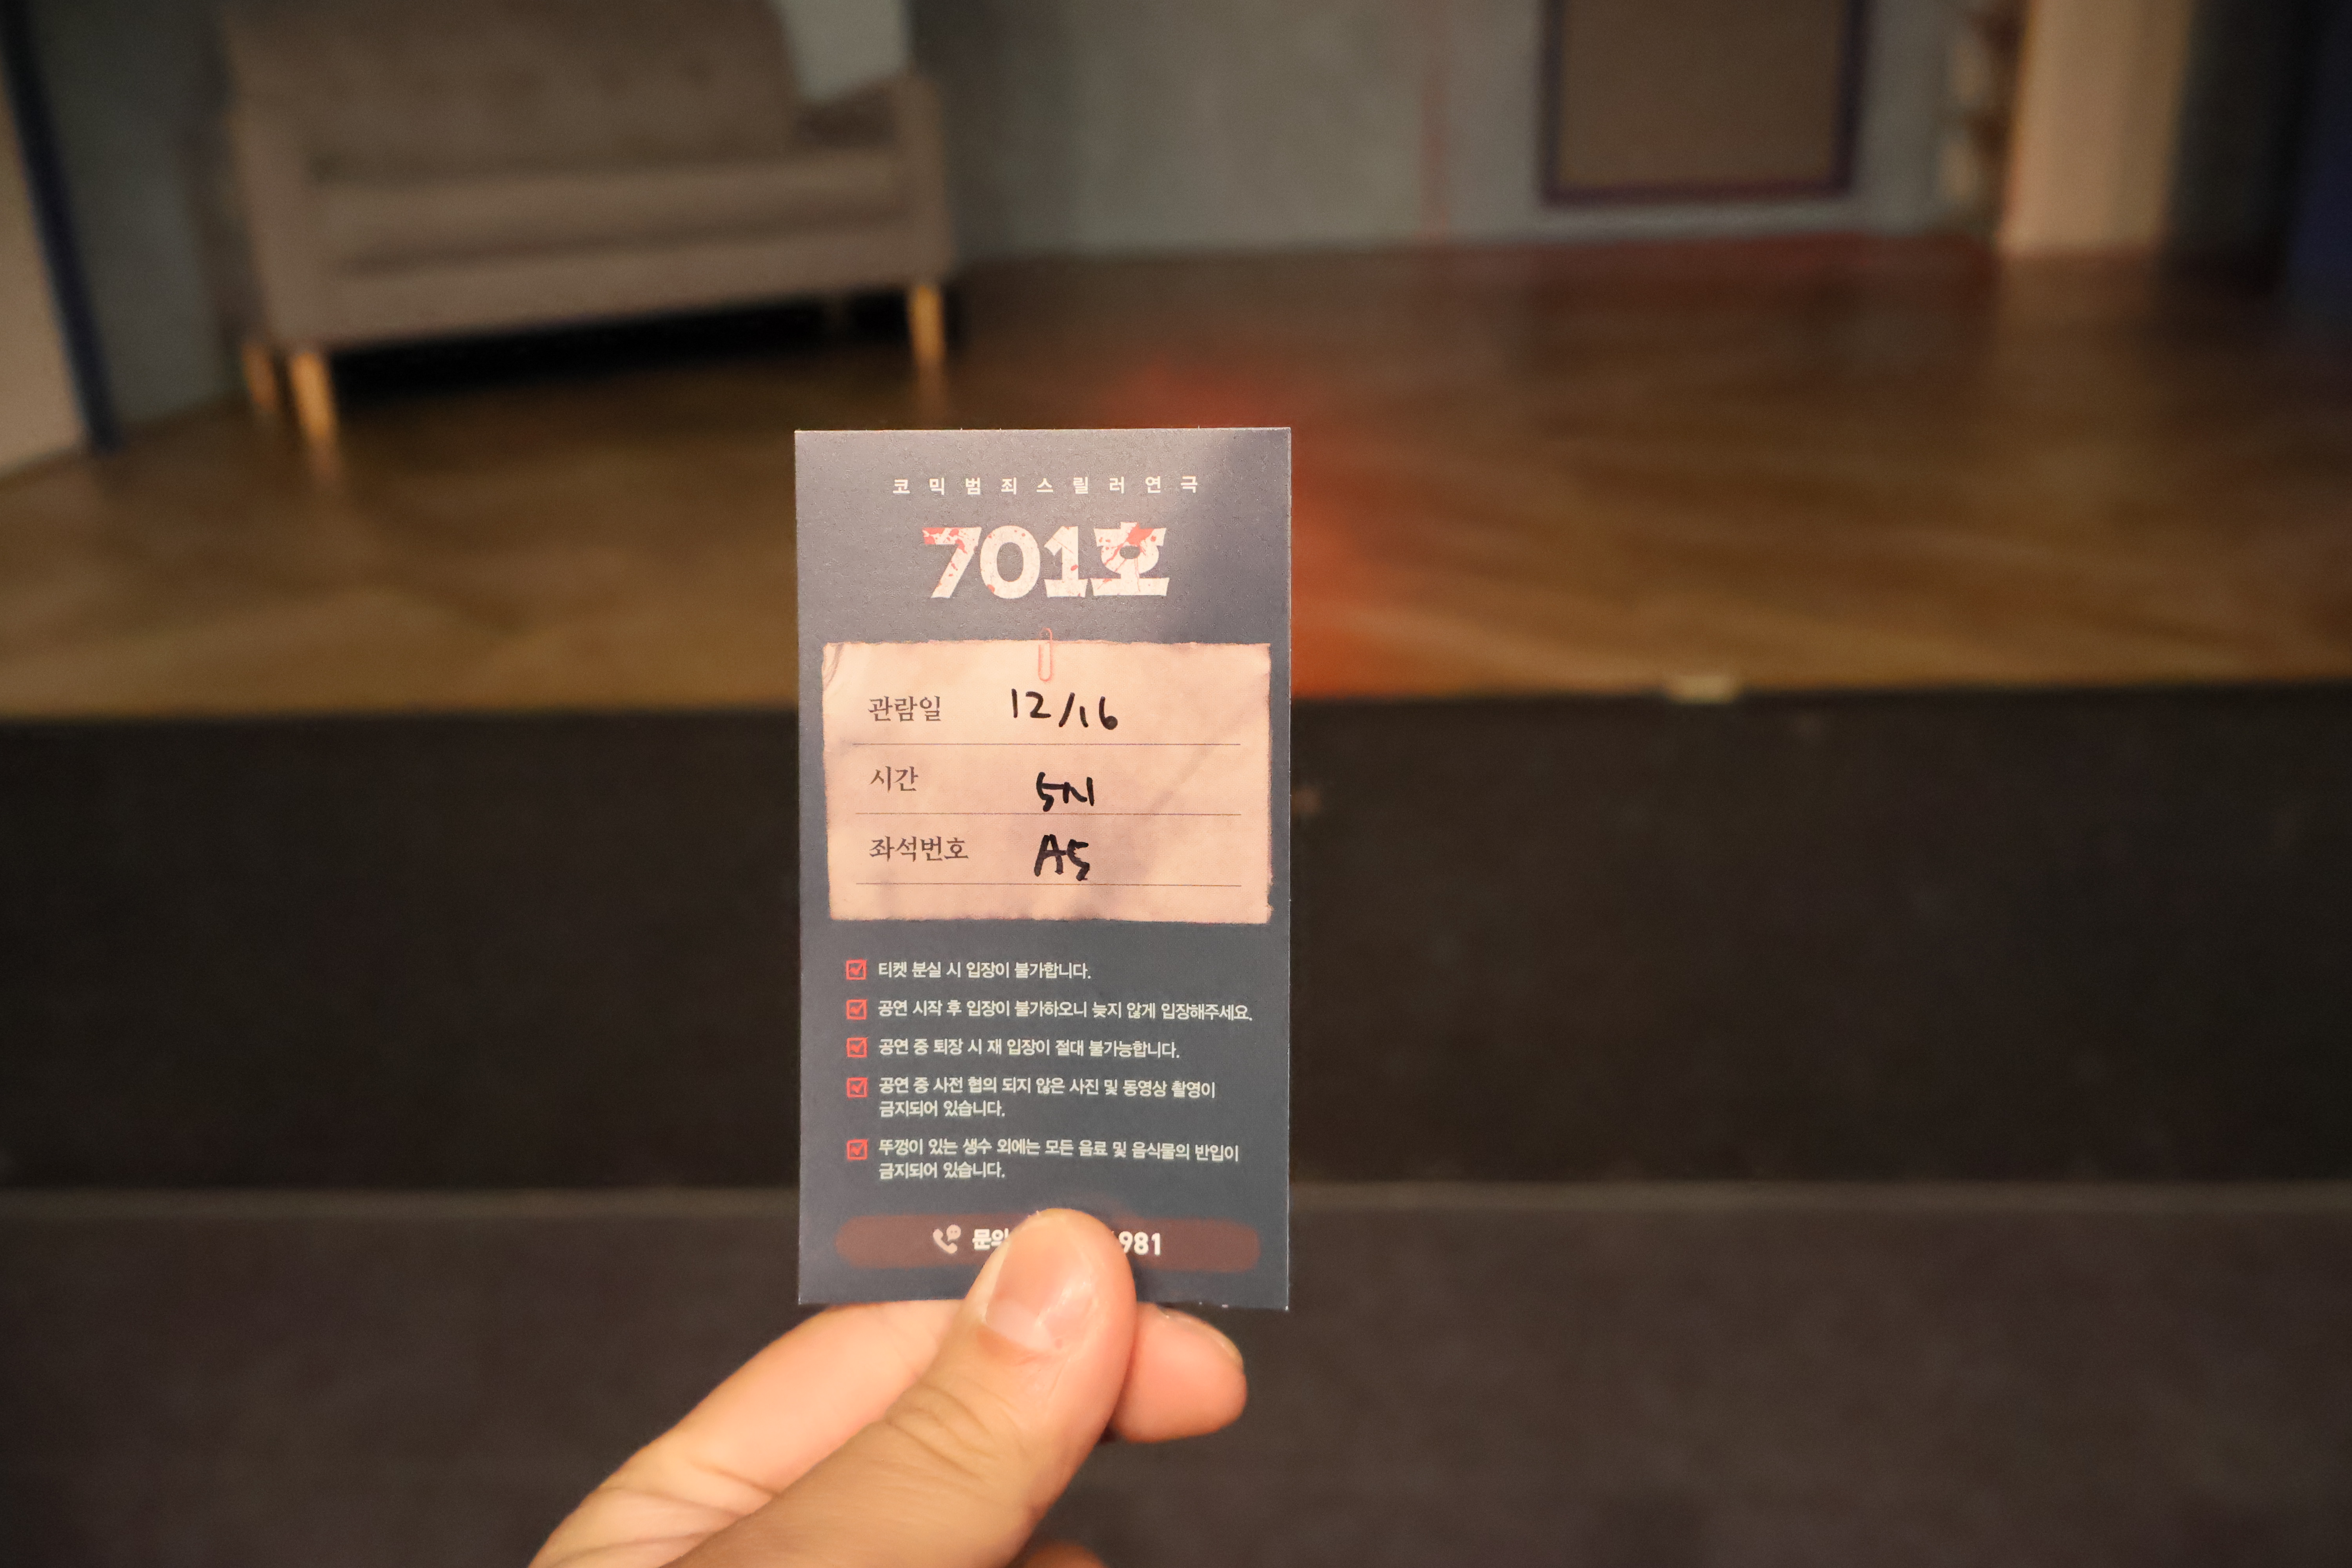 코믹범죄스릴러연극
701호
관람일 12/16
시간 5시
좌석번호 A5
티켓 분실 시 입장이 불가합니다.
공연 시작 후 입장이 불가하오니 늦지 않게 입장해주세요.
공연 중 퇴장 시 재 입장이 절대 불가능합니다.
공연 중 사전 협의 되지 않은 사진 및 동영상 촬영이
금지되어 있습니다.
뚜껑이 있는 생수 외에는 모든 음료 및 음식물의 반입이
금지되어 있습니다.
문의 981